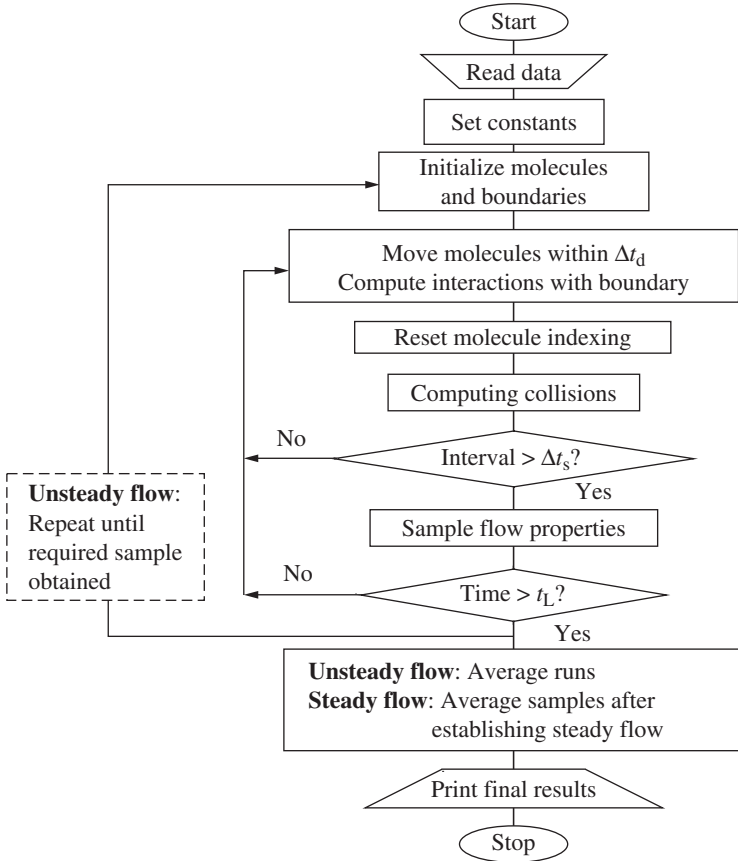 Start
Read data
Set constants
Initialize molecules
and boundaries
Move molecules within Δt_d
Compute interactions with boundary
Reset molecule indexing
Computing collisions
No
Interval > Δt_s?
Yes
Unsteady flow:
Repeat until
required sample
obtained
Sample flow properties
No
Time > t_L?
Yes
Unsteady flow: Average runs
Steady flow: Average samples after
establishing steady flow
Print final results
Stop